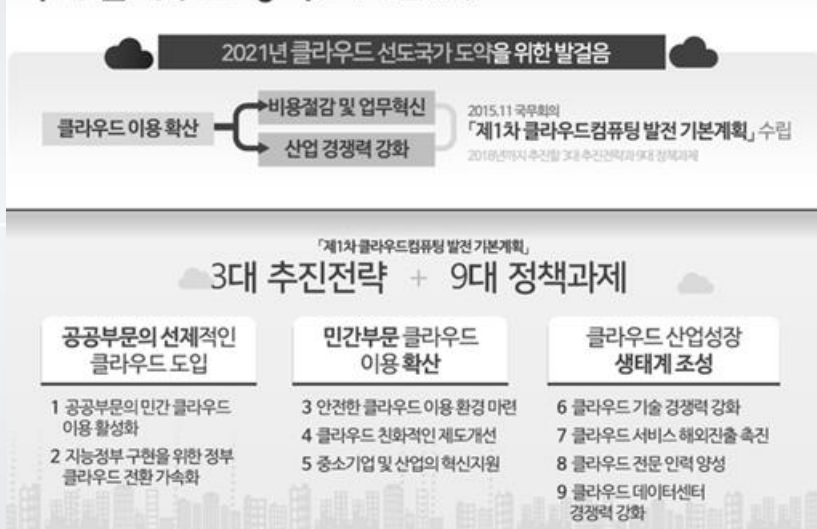 2021년 클라우드 선도국가 도약을 위한 발걸음
클라우드 이용 확산
비용절감 및 업무혁신
산업 경쟁력 강화
2015.11 국무회의
「제1차 클라우드컴퓨팅 발전 기본계획」 수립
2018년까지 추진할 3대 추진전략과 9대 정책과제
「제1차 클라우드컴퓨팅 발전 기본계획」
3대 추진전략 + 9대 정책과제
공공부문의 선제적인
클라우드 도입
1 공공부문의 민간 클라우드
이용 활성화
2 지능정부 구현을 위한 정부
클라우드 전환 가속화
민간부문 클라우드
이용 확산
3 안전한 클라우드 이용 환경 마련
4 클라우드 친화적인 제도개선
5 중소기업 및 산업의 혁신지원
클라우드 산업성장
생태계 조성
6 클라우드 기술 경쟁력 강화
7 클라우드 서비스 해외진출 촉진
8 클라우드 전문 인력 양성
9 클라우드 데이터센터
경쟁력 강화